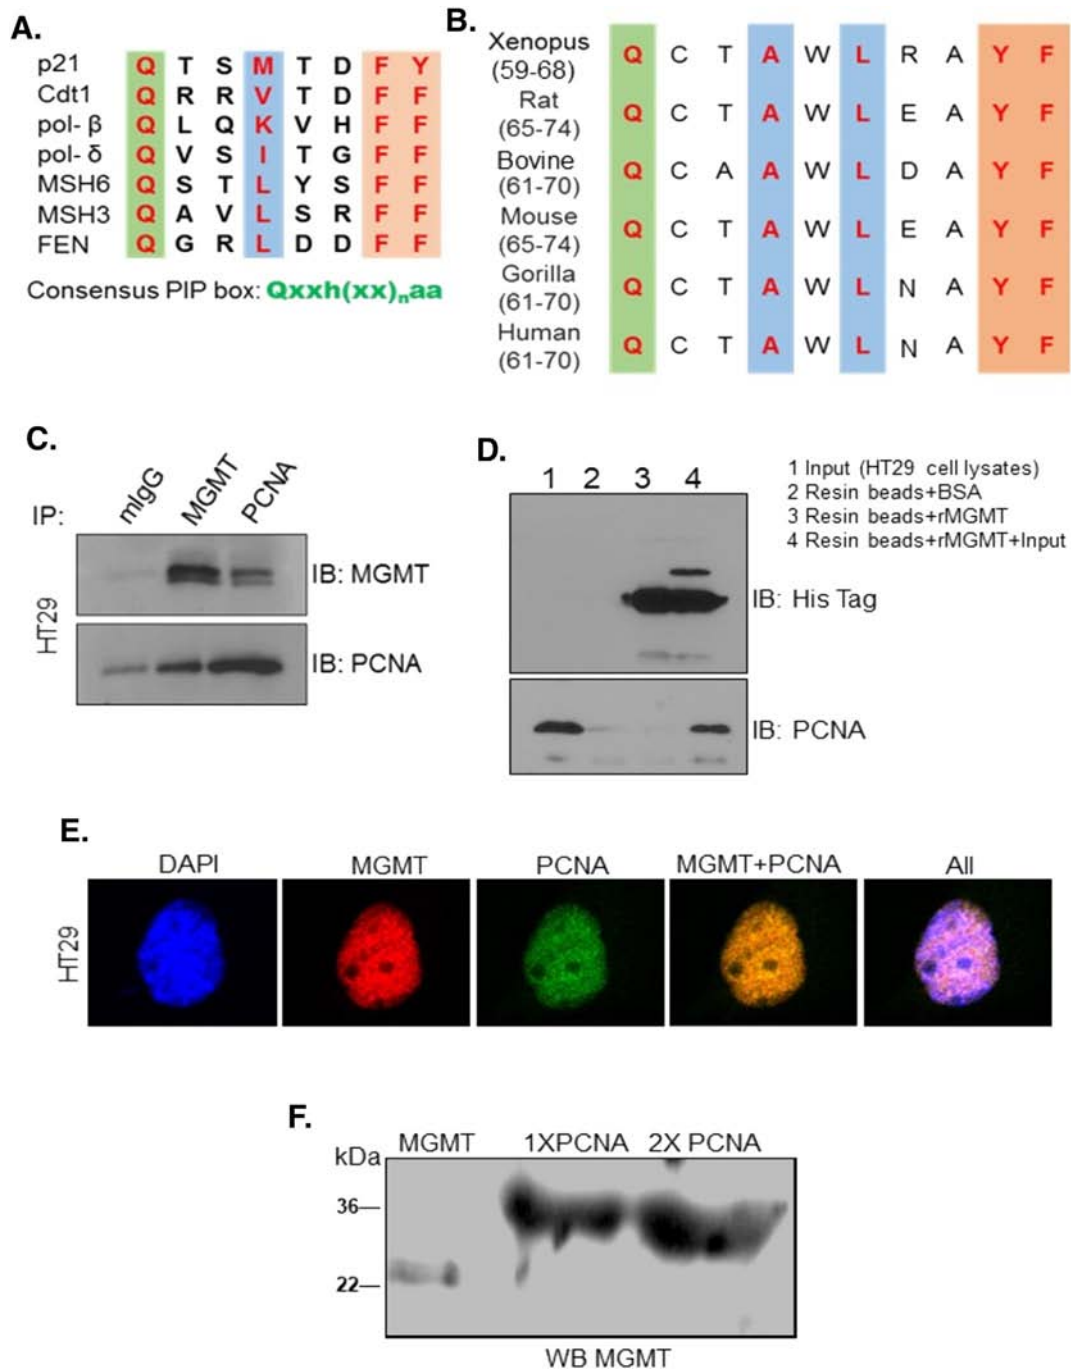 A.
p21 Q T S M T D F Y
Cdt1 Q R R V T D F F
pol- β Q L Q K V H F F
pol- δ Q V S I T G F F
MSH6 Q S T L Y S F F
MSH3 Q A V L S R F F
FEN Q G R L D D F F
Consensus PIP box: Qxxh(xx)naa
B.
Xenopus
(59-68) Q C T A W L R A Y F
Rat
(65-74) Q C T A W L E A Y F
Bovine
(61-70) Q C A A W L D A Y F
Mouse
(65-74) Q C T A W L E A Y F
Gorilla
(61-70) Q C T A W L N A Y F
Human
(61-70) Q C T A W L N A Y F
C.
IP: mIgG MGMT PCNA
HT29
IB: MGMT
IB: PCNA
D.
1 2 3 4
1 Input (HT29 cell lysates)
2 Resin beads+BSA
3 Resin beads+rMGMT
4 Resin beads+rMGMT+Input
IB: His Tag
IB: PCNA
E.
DAPI MGMT PCNA MGMT+PCNA All
HT29
F.
MGMT 1XPCNA 2X PCNA
kDa
36
22
WB MGMT